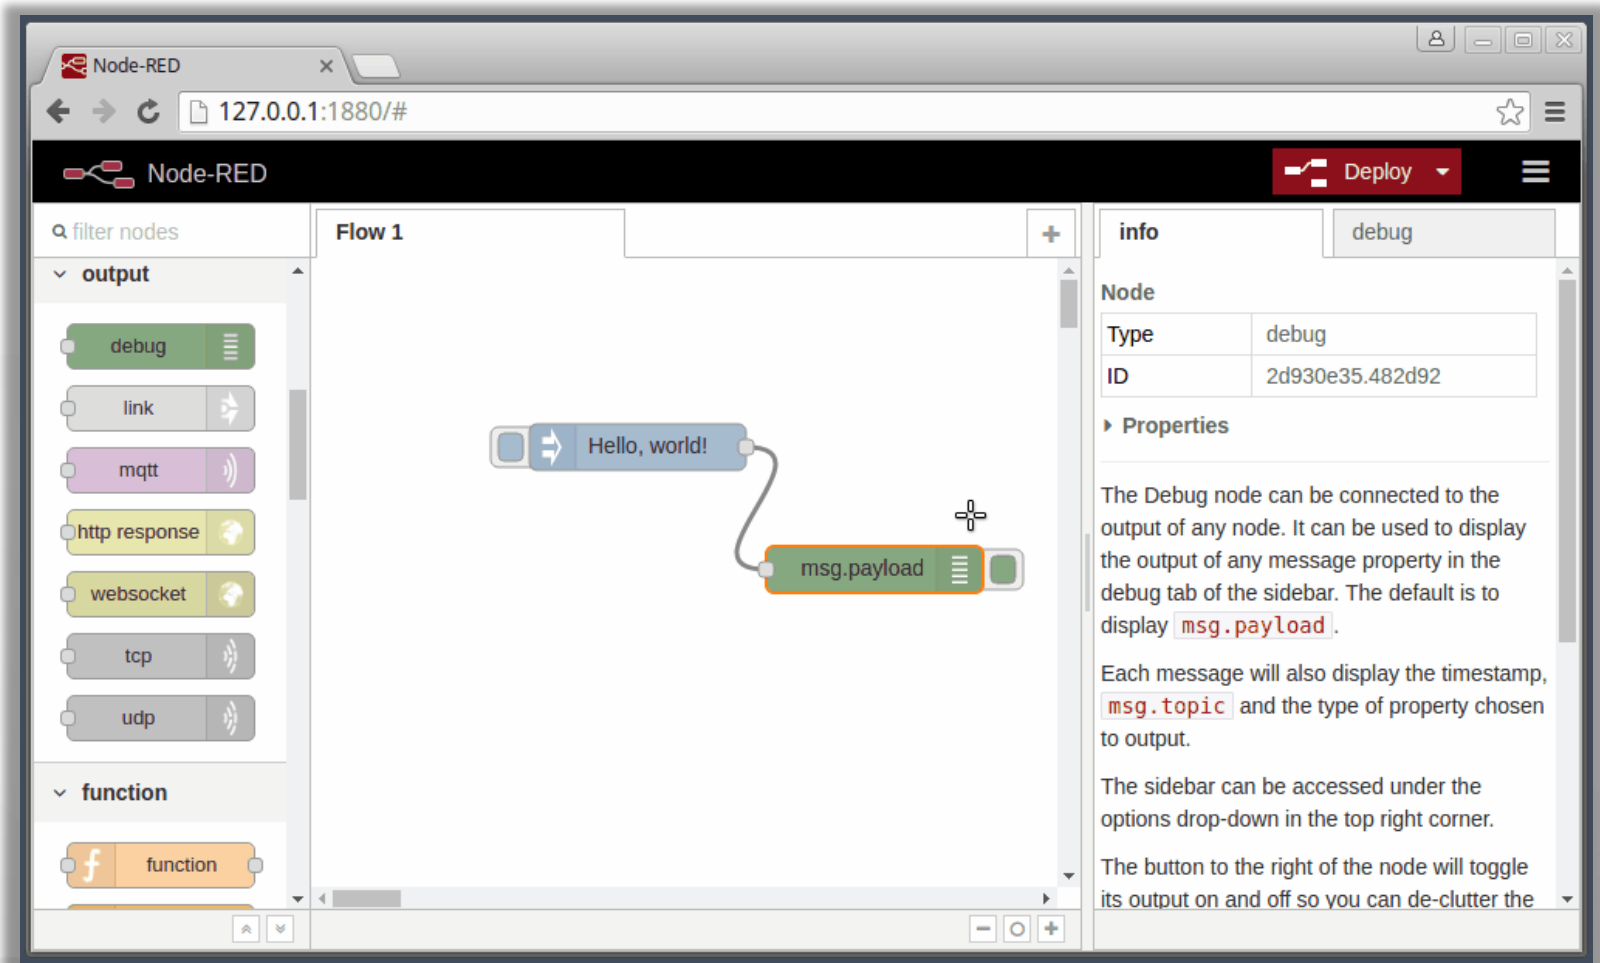 Node-RED
127.0.0.1:1880/#
Node-RED
Deploy
filter nodes
output
debug
link
mqtt
http response
websocket
tcp
udp
function
function
Flow 1
Hello, world!
msg.payload
info
debug
Node
Type debug
ID 2d930e35.482d92
Properties
The Debug node can be connected to the
output of any node. It can be used to display
the output of any message property in the
debug tab of the sidebar. The default is to
display msg.payload.
Each message will also display the timestamp,
msg.topic and the type of property chosen
to output.
The sidebar can be accessed under the
options drop-down in the top right corner.
The button to the right of the node will toggle
its output on and off so you can de-clutter the